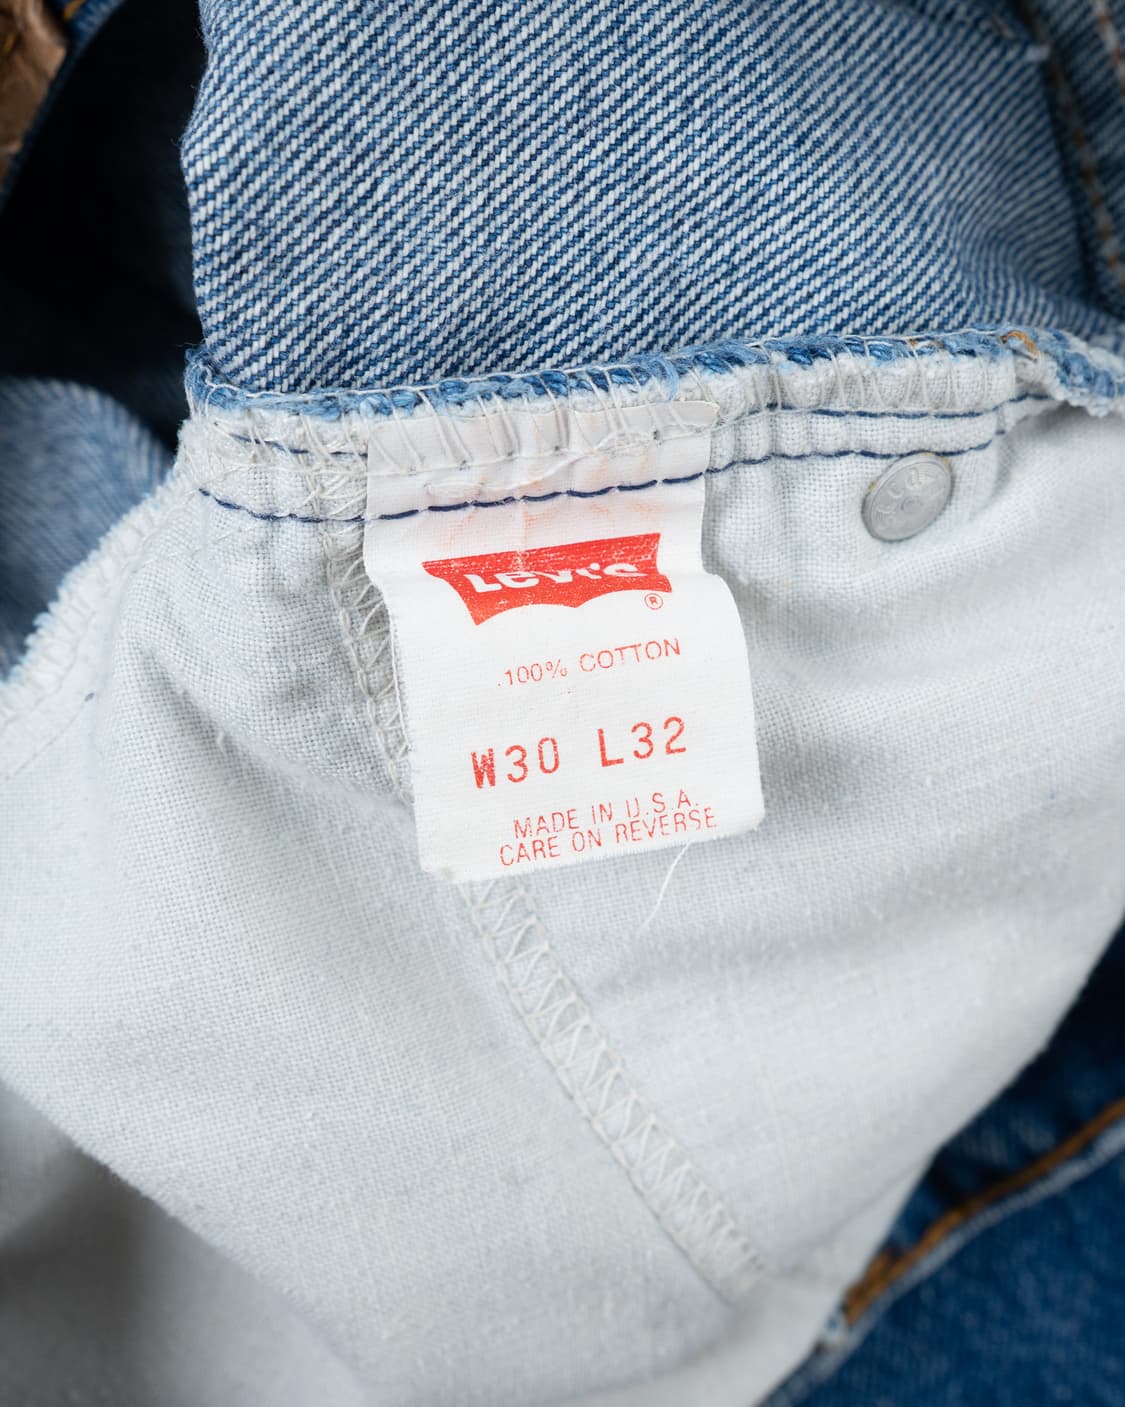 Levi's
®
100% COTTON
W30 L32
MADE IN U.S.A.
CARE ON REVERSE